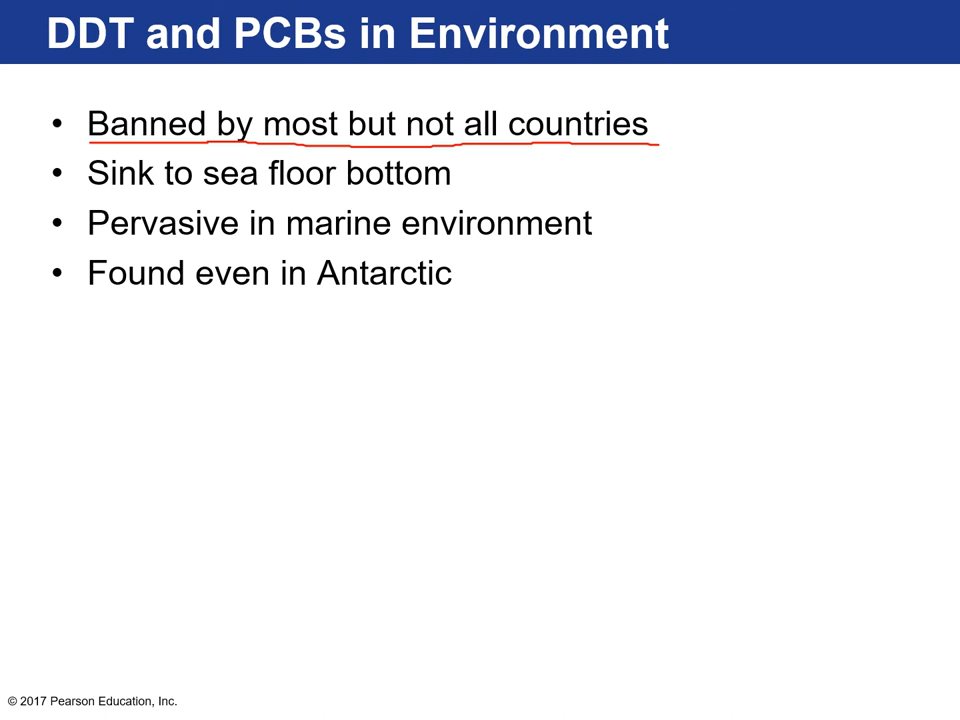 DDT and PCBs in Environment
• Banned by most but not all countries
• Sink to sea floor bottom
• Pervasive in marine environment
• Found even in Antarctic
© 2017 Pearson Education, Inc.